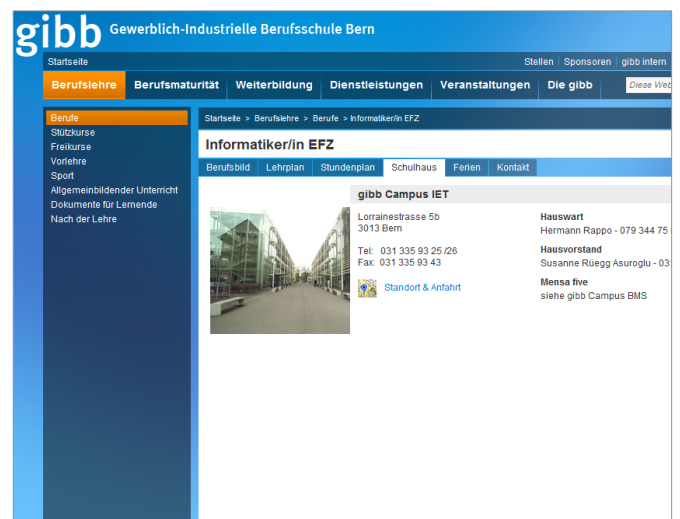 gibb Gewerblich-Industrielle Berufsschule Bern
Startseite
Stellen Sponsoren gibb intern
Berufslehre Berufsmaturität Weiterbildung Dienstleistungen Veranstaltungen Die gibb Diese Web
Berufe
Stützkurse
Freikurse
Vorlehre
Sport
Allgemeinbildender Unterricht
Dokumente für Lernende
Nach der Lehre
Startseite > Berufslehre > Berufe > Informatiker/in EFZ
Informatiker/in EFZ
Berufsbild Lehrplan Stundenplan Schulhaus Ferien Kontakt
gibb Campus IET
Lorrainestrasse 5b
3013 Bern
Tel: 031 335 93 25 /26
Fax: 031 335 93 43
Standort & Anfahrt
Hauswart
Hermann Rappo - 079 344 75
Hausvorstand
Susanne Rüegg Asuroglu - 03
Mensa five
siehe gibb Campus BMS